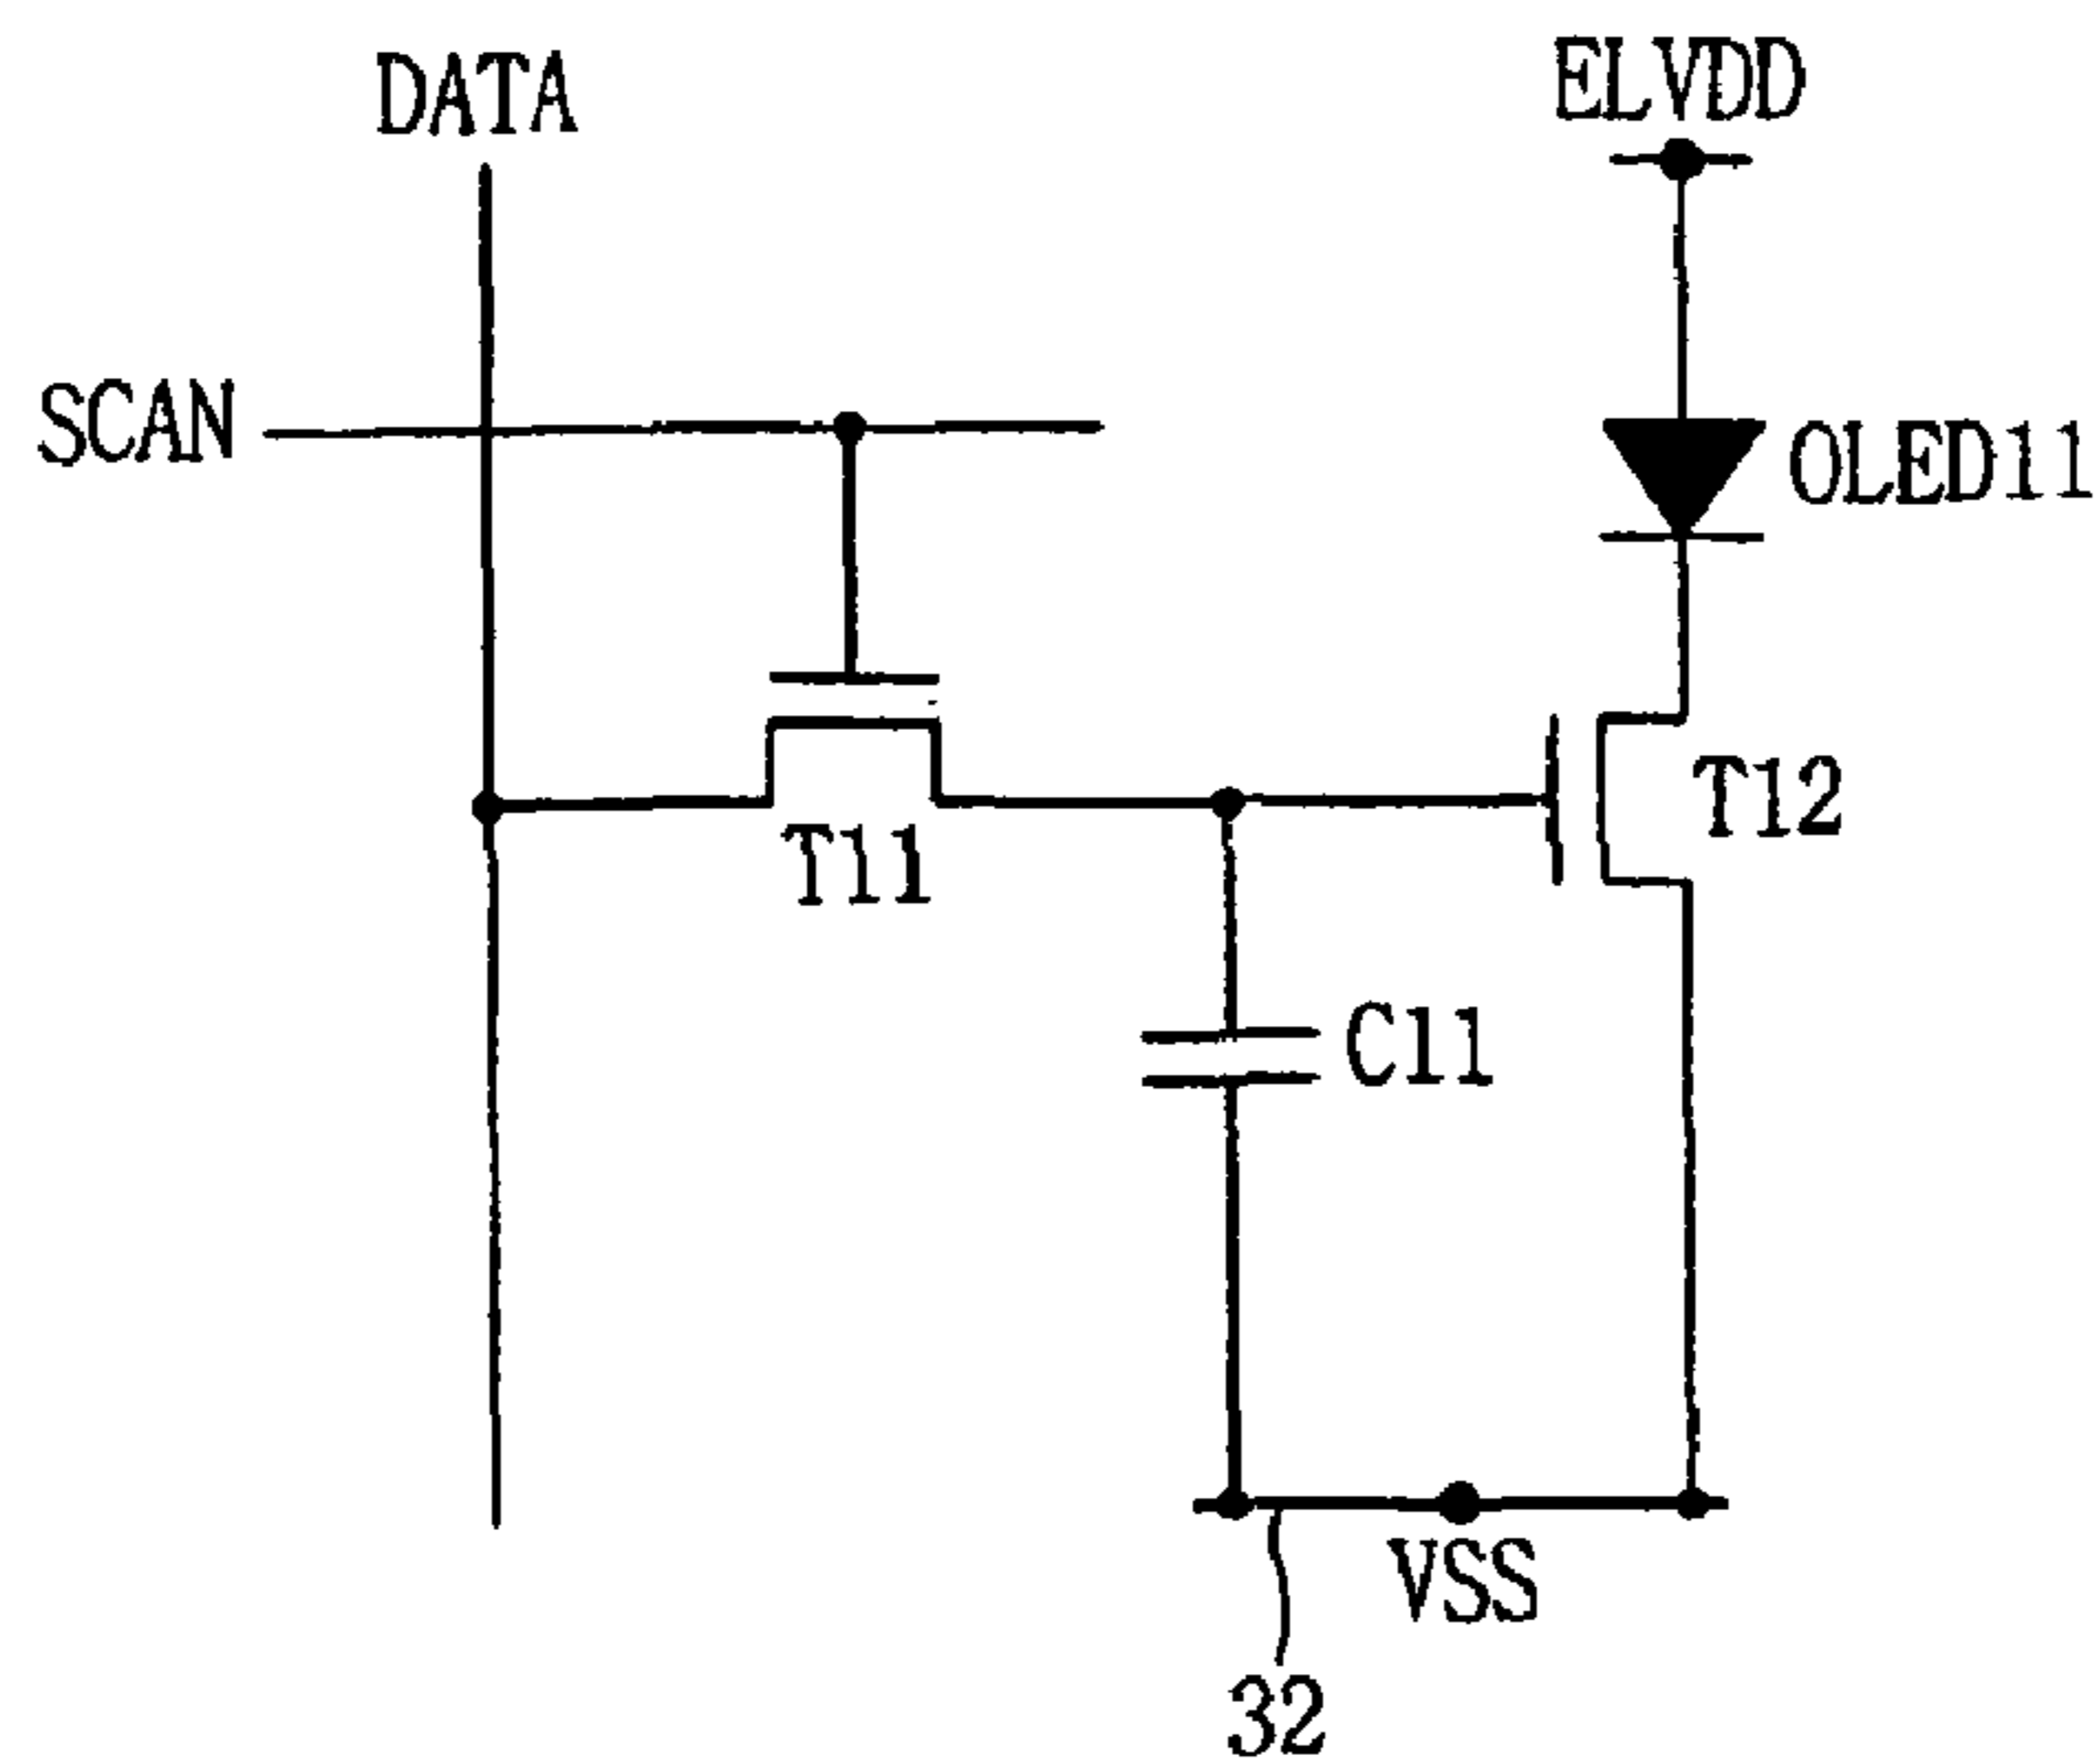 ELVDD
DATA
SCAN
OLED11
T12
T11
C11
VSS
32